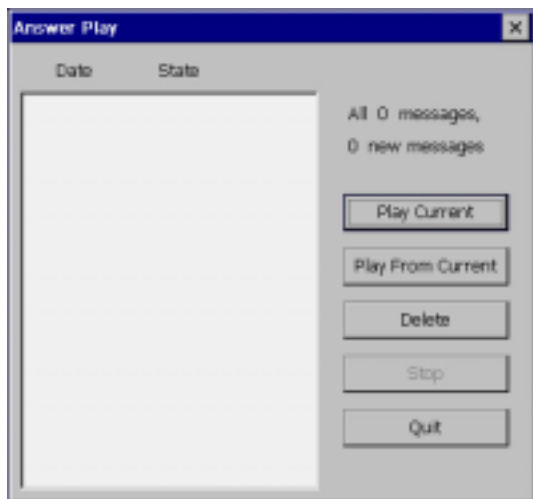 Answer Play
Date State
All 0 messages,
0 new messages
Play Current
Play From Current
Delete
Stop
Quit